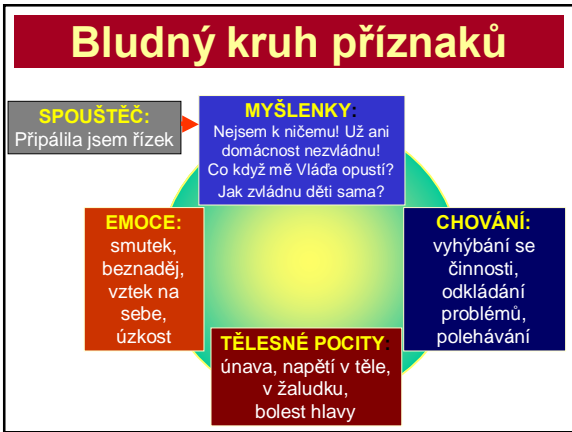 Bludný kruh příznaků
SPOUŠTĚČ:
Připálila jsem řízek
MYŠLENKY:
Nejsem k ničemu! Už ani
domácnost nezvládnu!
Co když mě Vláďa opustí?
Jak zvládnu děti sama?
EMOCE:
smutek,
beznaděj,
vztek na
sebe,
úzkost
CHOVÁNÍ:
vyhýbání se
činnosti,
odkládání
problémů,
polehávání
TĚLESNÉ POCITY:
únava, napětí v těle,
v žaludku,
bolest hlavy